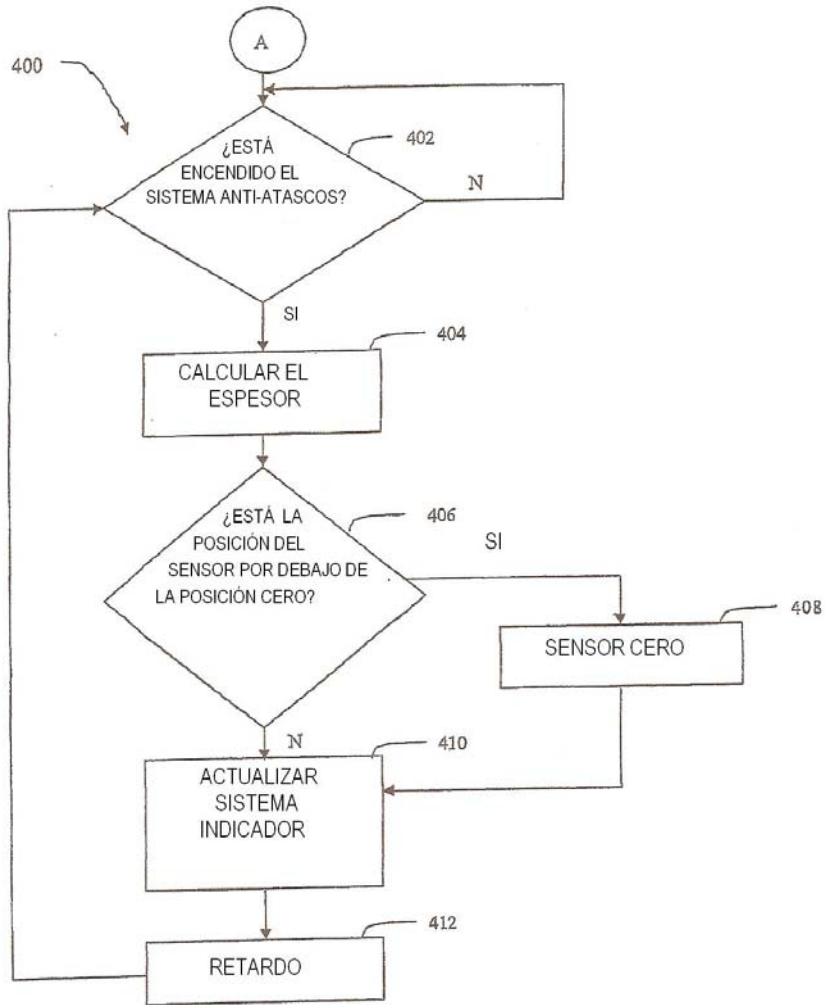 A
400
¿ESTÁ
ENCENDIDO EL
SISTEMA ANTI-ATASCOS?
402
N
SI
404
CALCULAR EL
ESPESOR
¿ESTÁ LA
POSICIÓN DEL
SENSOR POR DEBAJO DE
LA POSICIÓN CERO?
406
SI
408
SENSOR CERO
N
410
ACTUALIZAR
SISTEMA
INDICADOR
412
RETARDO